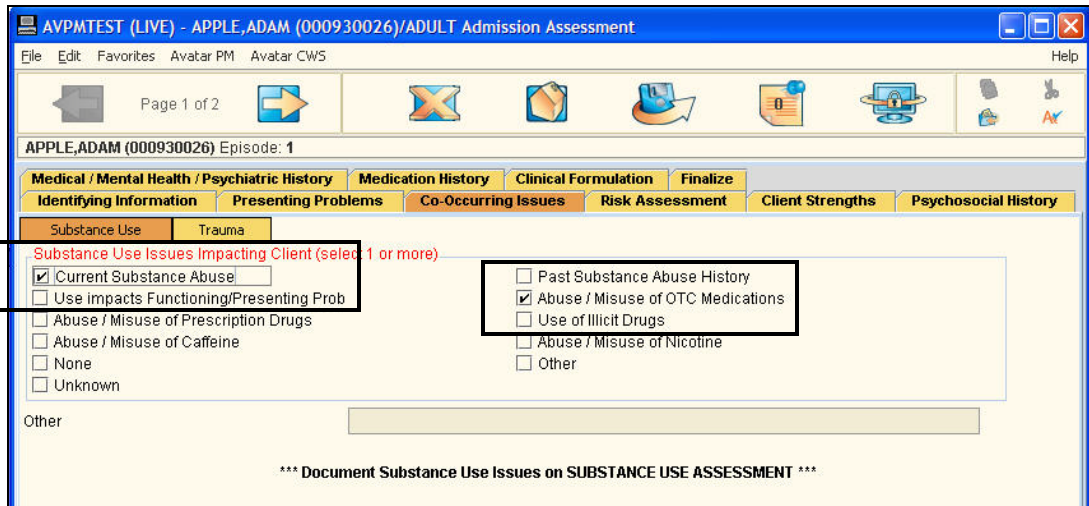 AVPMTEST (LIVE) - APPLE,ADAM (000930026)/ADULT Admission Assessment
File Edit Favorites Avatar PM Avatar CWS Help
Page 1 of 2
0
APPLE,ADAM (000930026) Episode: 1
Medical / Mental Health / Psychiatric History Medication History Clinical Formulation Finalize
Identifying Information Presenting Problems Co-Occurring Issues Risk Assessment Client Strengths Psychosocial History
Substance Use Trauma
Substance Use Issues Impacting Client (select 1 or more)
Current Substance Abuse Past Substance Abuse History
Use impacts Functioning/Presenting Prob Abuse / Misuse of OTC Medications
Abuse / Misuse of Prescription Drugs Use of Illicit Drugs
Abuse / Misuse of Caffeine Abuse / Misuse of Nicotine
None Other
Unknown
Other
*** Document Substance Use Issues on SUBSTANCE USE ASSESSMENT ***